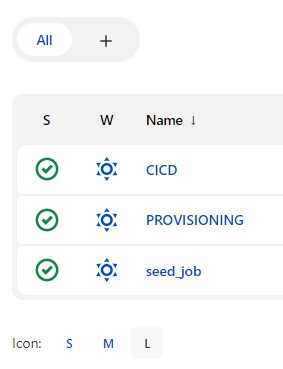 All +
S W Name ↓
CICD
PROVISIONING
seed_job
Icon: S M L